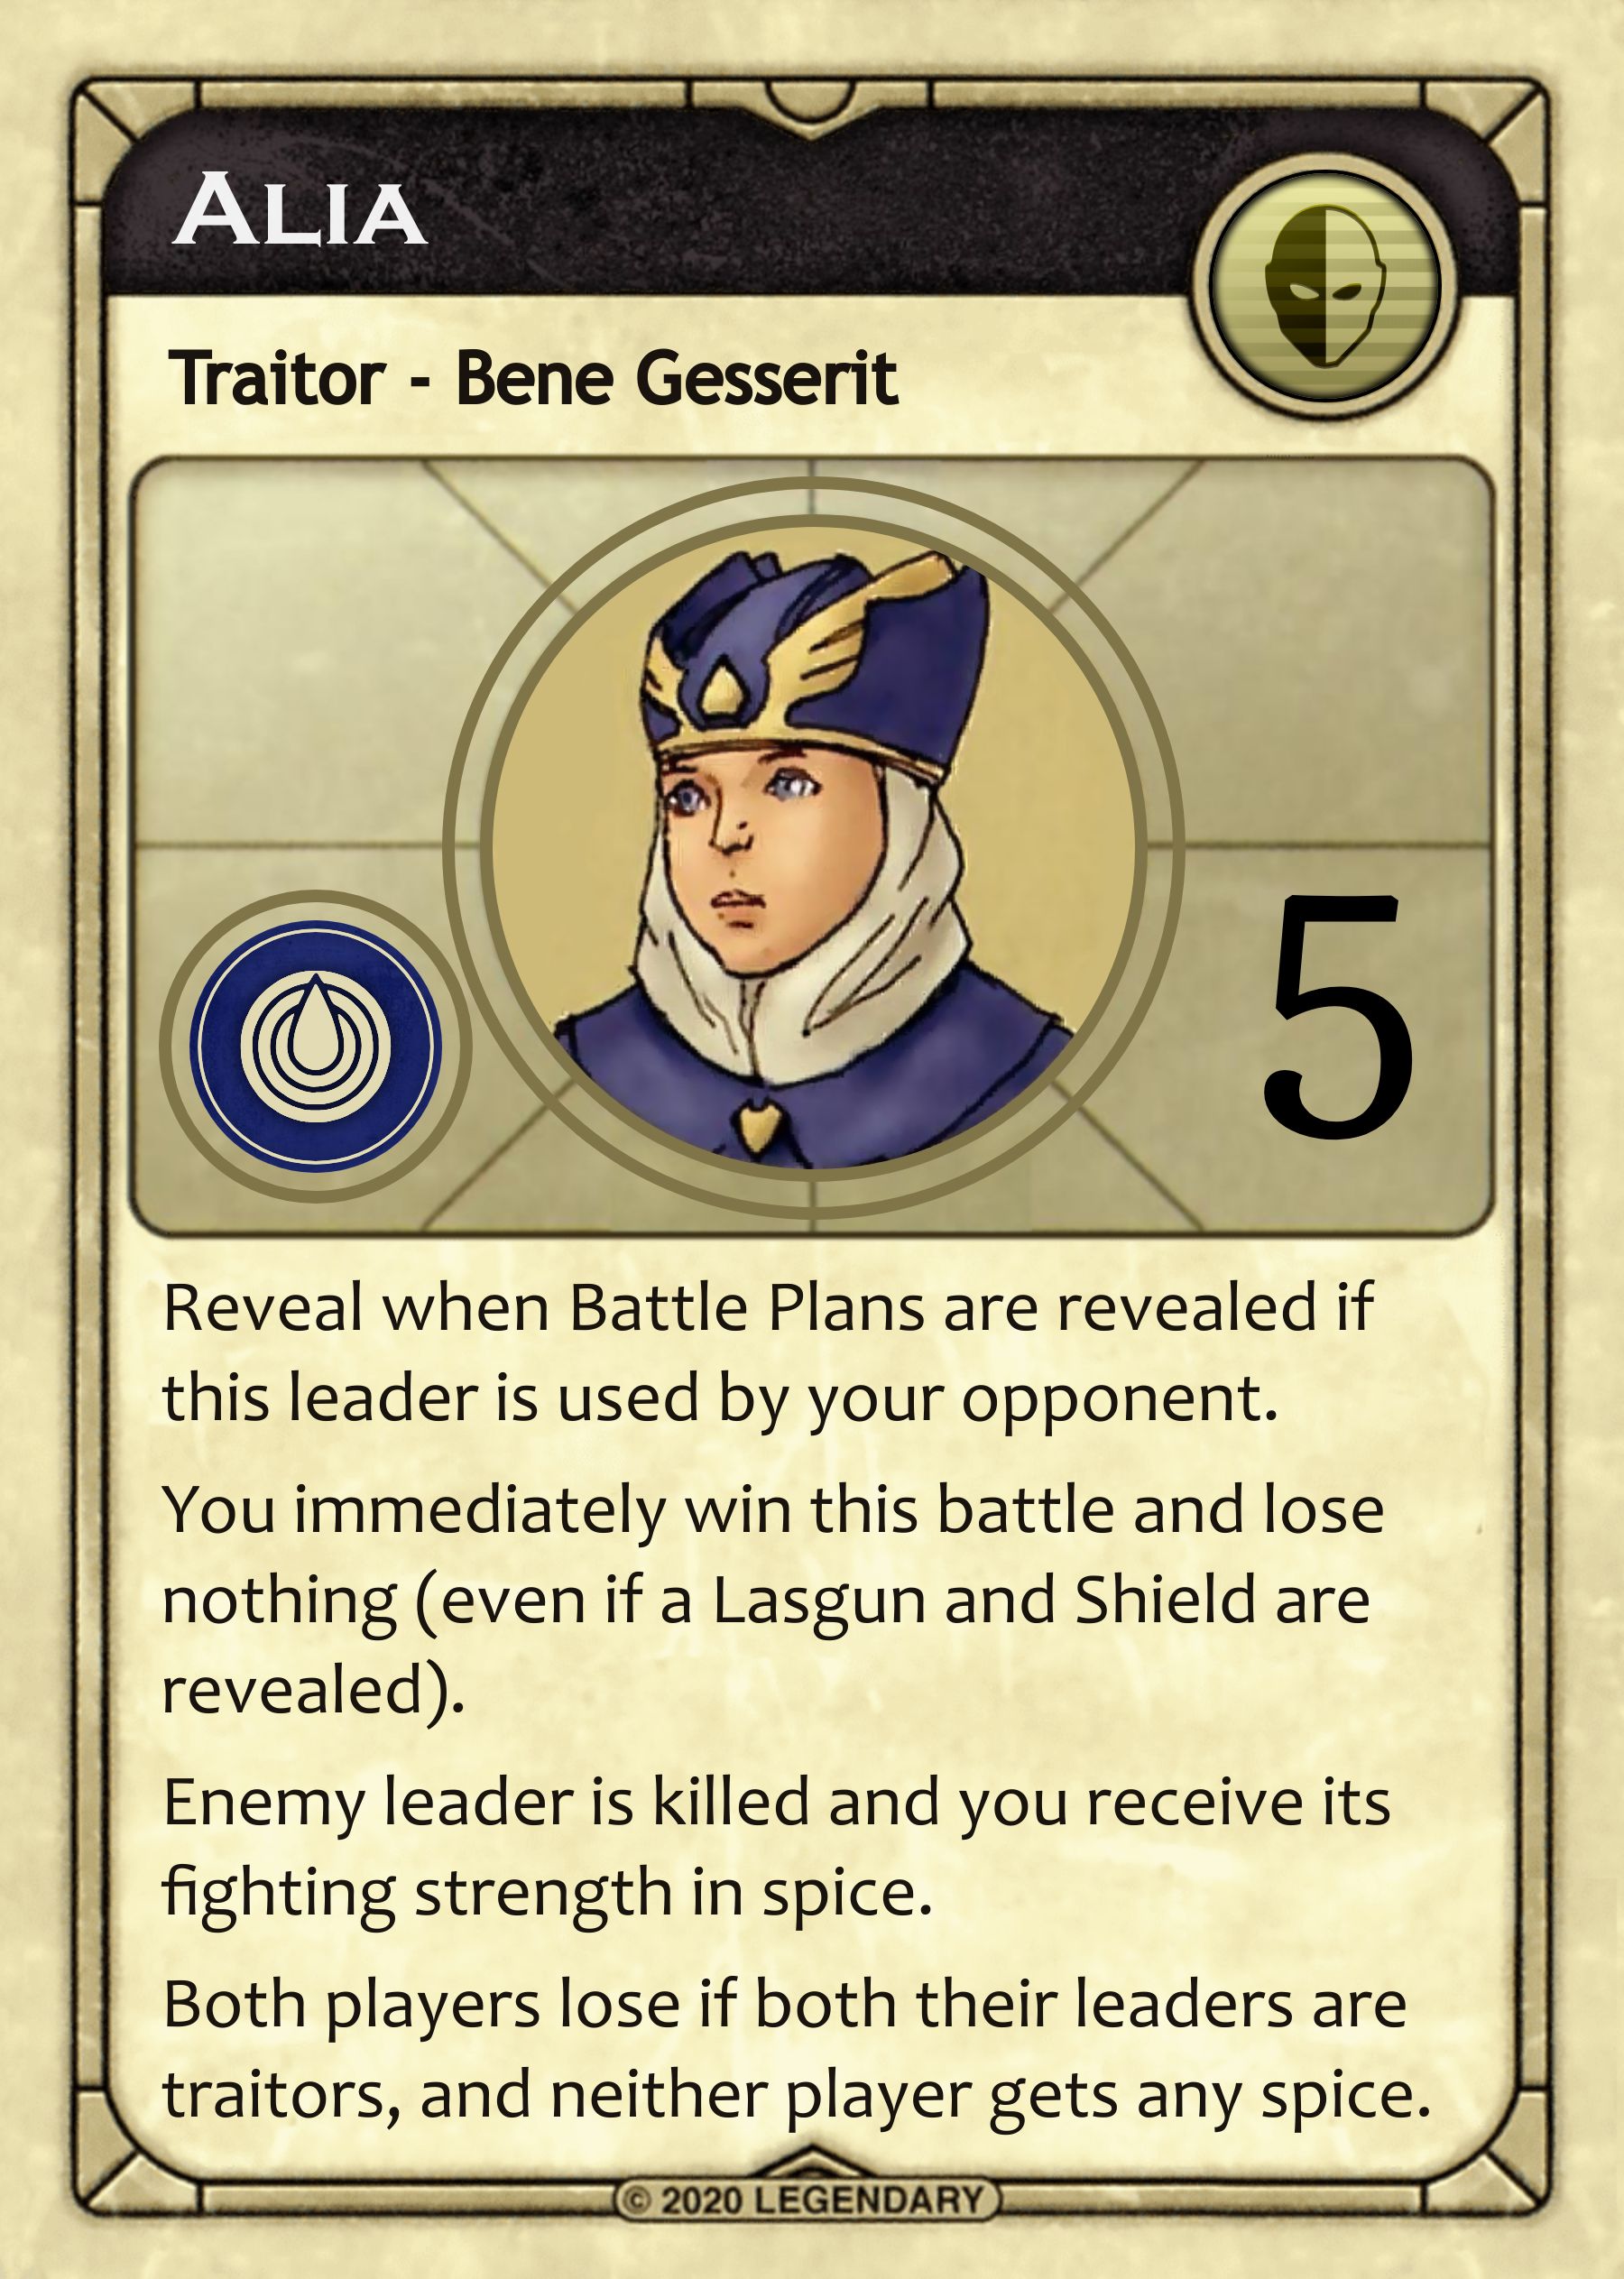 Alia
Traitor - Bene Gesserit
5
Reveal when Battle Plans are revealed if
this leader is used by your opponent.
You immediately win this battle and lose
nothing (even if a Lasgun and Shield are
revealed).
Enemy leader is killed and you receive its
fighting strength in spice.
Both players lose if both their leaders are
traitors, and neither player gets any spice.
© 2020 LEGENDARY